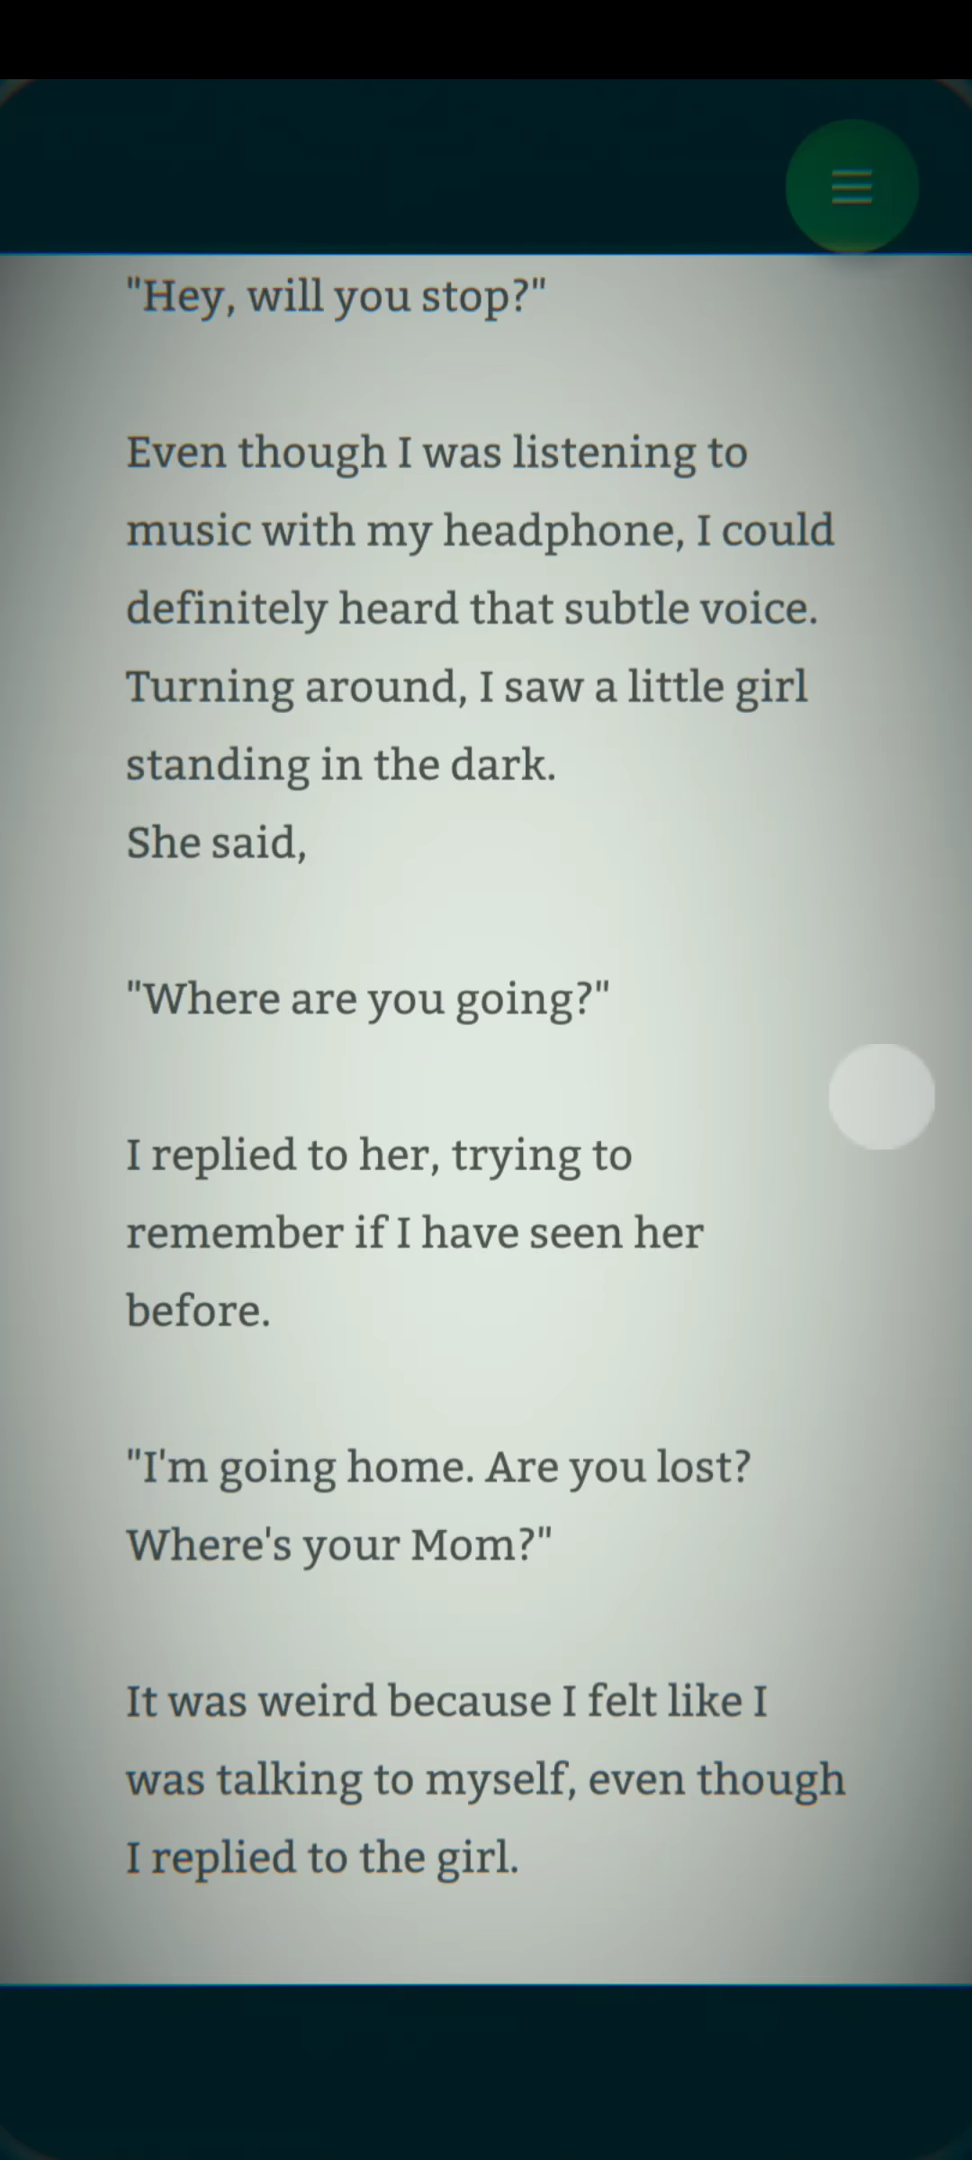 "Hey, will you stop?"
Even though I was listening to
music with my headphone, I could
definitely heard that subtle voice.
Turning around, I saw a little girl
standing in the dark.
She said,
"Where are you going?"
I replied to her, trying to
remember if I have seen her
before.
"I'm going home. Are you lost?
Where's your Mom?"
It was weird because I felt like I
was talking to myself, even though
I replied to the girl.